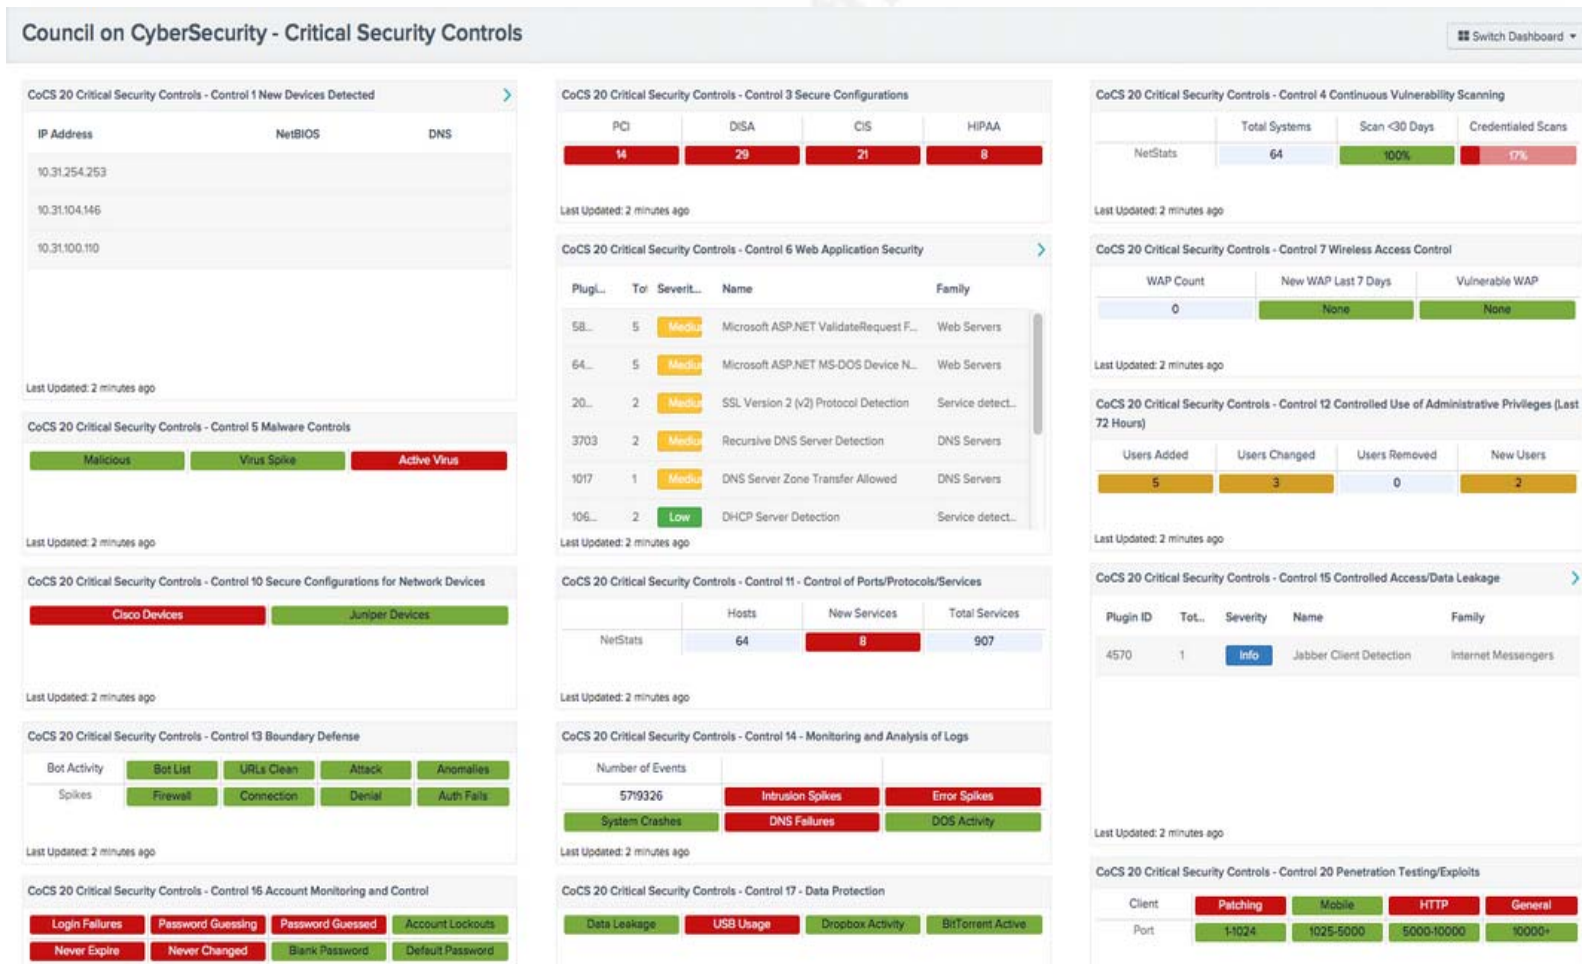 Council on CyberSecurity - Critical Security Controls
Switch Dashboard
CoCS 20 Critical Security Controls - Control 1 New Devices Detected
IP Address NetBIOS DNS
10.31.254.253
10.31.104.146
10.31.100.110
Last Updated: 2 minutes ago
CoCS 20 Critical Security Controls - Control 5 Malware Controls
Malicious Virus Spike Active Virus
Last Updated: 2 minutes ago
CoCS 20 Critical Security Controls - Control 10 Secure Configurations for Network Devices
Cisco Devices Juniper Devices
Last Updated: 2 minutes ago
CoCS 20 Critical Security Controls - Control 13 Boundary Defense
Bot Activity Bot List URLs Clean Attack Anomalies
Spikes Firewall Connection Denial Auth Fails
Last Updated: 2 minutes ago
CoCS 20 Critical Security Controls - Control 16 Account Monitoring and Control
Login Failures Password Guessing Password Guessed Account Lockouts
Never Expire Never Changed Blank Password Default Password
CoCS 20 Critical Security Controls - Control 3 Secure Configurations
PCI DISA CIS HIPAA
14 29 21 8
Last Updated: 2 minutes ago
CoCS 20 Critical Security Controls - Control 6 Web Application Security
Plugi... Tot Severit... Name Family
58... 5 Medium Microsoft ASP.NET ValidateRequest F... Web Servers
64... 5 Medium Microsoft ASP.NET MS-DOS Device N... Web Servers
20... 2 Medium SSL Version 2 (v2) Protocol Detection Service detect...
3703 2 Medium Recursive DNS Server Detection DNS Servers
1017 1 Medium DNS Server Zone Transfer Allowed DNS Servers
106... 2 Low DHCP Server Detection Service detect...
Last Updated: 2 minutes ago
CoCS 20 Critical Security Controls - Control 11 - Control of Ports/Protocols/Services
Hosts New Services Total Services
NetStats 64 8 907
Last Updated: 2 minutes ago
CoCS 20 Critical Security Controls - Control 14 - Monitoring and Analysis of Logs
Number of Events
5719326 Intrusion Spikes Error Spikes
System Crashes DNS Failures DOS Activity
Last Updated: 2 minutes ago
CoCS 20 Critical Security Controls - Control 17 - Data Protection
Data Leakage USB Usage Dropbox Activity BitTorrent Active
CoCS 20 Critical Security Controls - Control 4 Continuous Vulnerability Scanning
Total Systems Scan <30 Days Credentialed Scans
NetStats 64 100% 17%
Last Updated: 2 minutes ago
CoCS 20 Critical Security Controls - Control 7 Wireless Access Control
WAP Count New WAP Last 7 Days Vulnerable WAP
0 None None
Last Updated: 2 minutes ago
CoCS 20 Critical Security Controls - Control 12 Controlled Use of Administrative Privileges (Last
72 Hours)
Users Added Users Changed Users Removed New Users
5 3 0 2
Last Updated: 2 minutes ago
CoCS 20 Critical Security Controls - Control 15 Controlled Access/Data Leakage
Plugin ID Tot... Severity Name Family
4570 1 Info Jabber Client Detection Internet Messengers
Last Updated: 2 minutes ago
CoCS 20 Critical Security Controls - Control 20 Penetration Testing/Exploits
Client Patching Mobile HTTP General
Port 1-1024 1025-5000 5000-10000 10000+